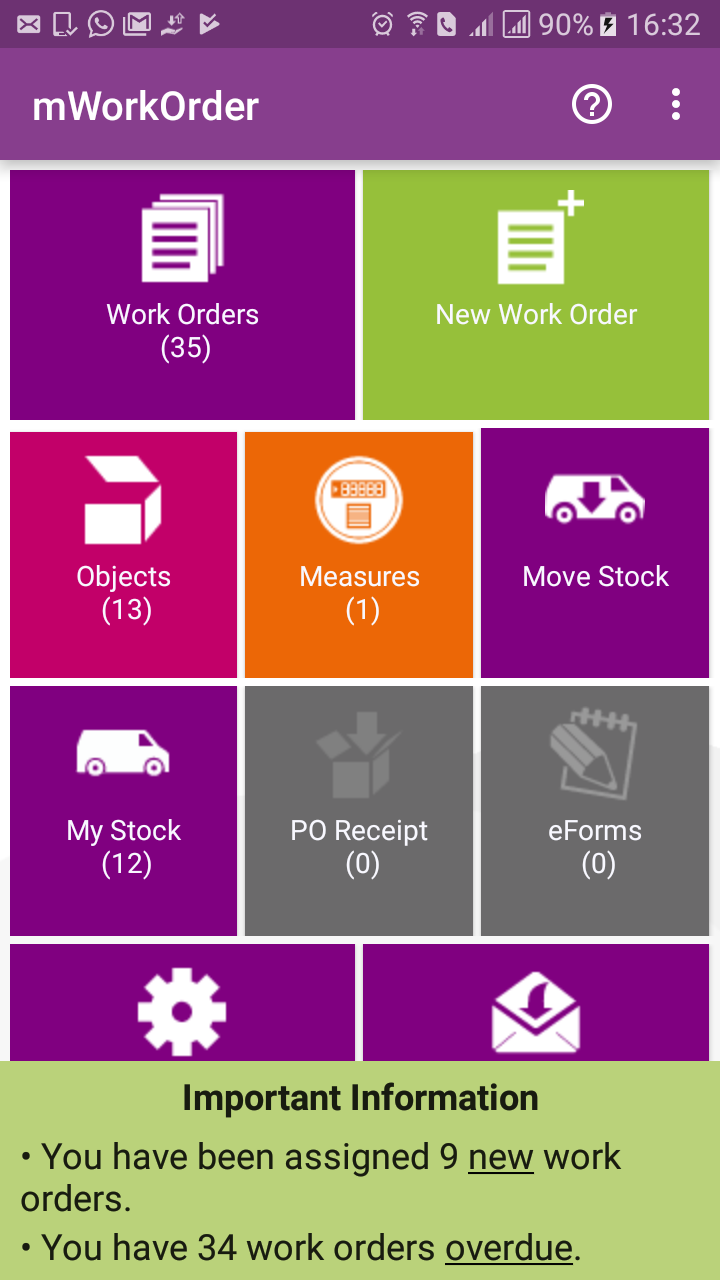 90% 16:32
mWorkOrder
Work Orders
(35)
New Work Order
Objects
(13)
Measures
(1)
Move Stock
My Stock
(12)
PO Receipt
(0)
eForms
(0)
Important Information
• You have been assigned 9 new work
orders.
• You have 34 work orders overdue.